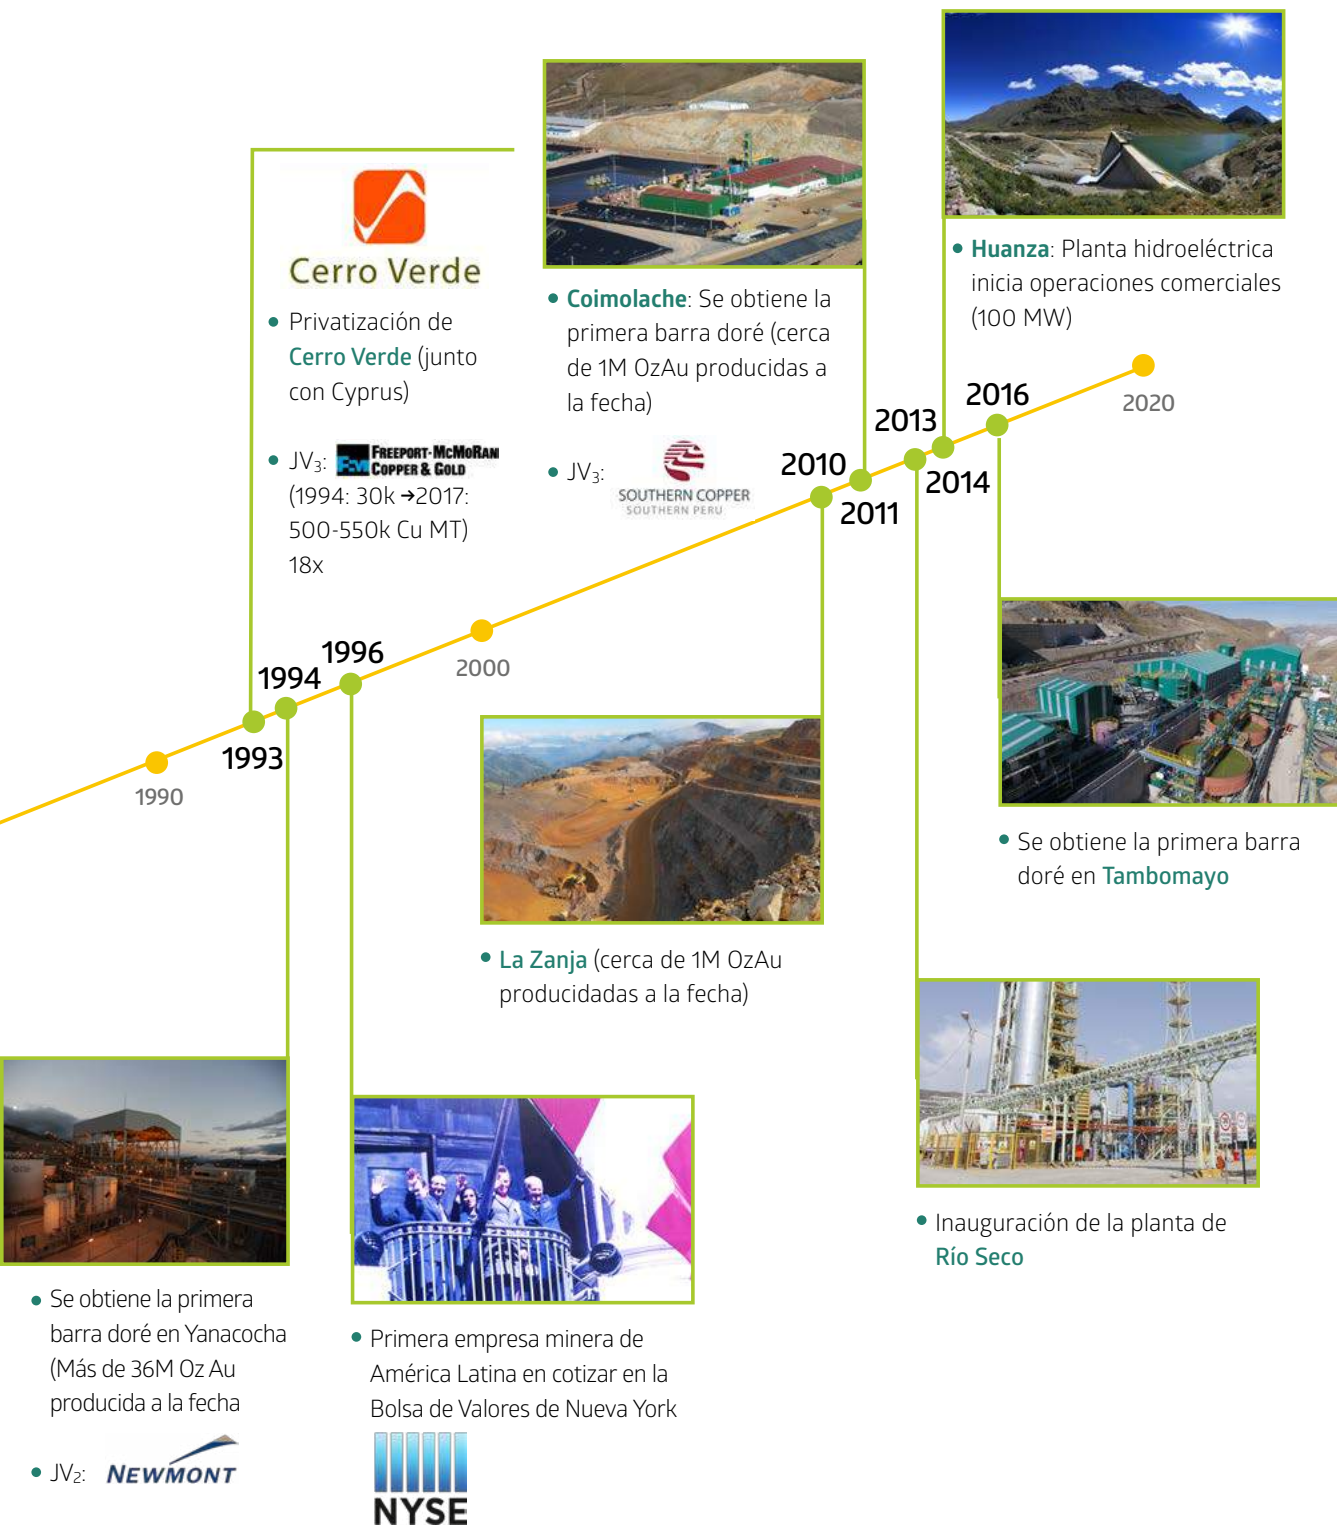 Cerro Verde
Privatización de
Cerro Verde (junto
con Cyprus)
JV3: FCX FREEPORT-MCMORAN
COPPER & GOLD
(1994: 30k →2017:
500-550k Cu MT)
18x
Coimolache: Se obtiene la
primera barra doré (cerca
de 1M OzAu producidas a
la fecha)
JV3:
SOUTHERN COPPER
SOUTHERN PERU
Huanza: Planta hidroeléctrica
inicia operaciones comerciales
(100 MW)
1990
1993
1994
1996
2000
2010
2011
2013
2014
2016
2020
Se obtiene la primera barra
doré en Tambomayo
La Zanja (cerca de 1M OzAu
producidadas a la fecha)
Inauguración de la planta de
Río Seco
Se obtiene la primera
barra doré en Yanacocha
(Más de 36M Oz Au
producida a la fecha
JV2: NEWMONT
Primera empresa minera de
América Latina en cotizar en la
Bolsa de Valores de Nueva York
NYSE